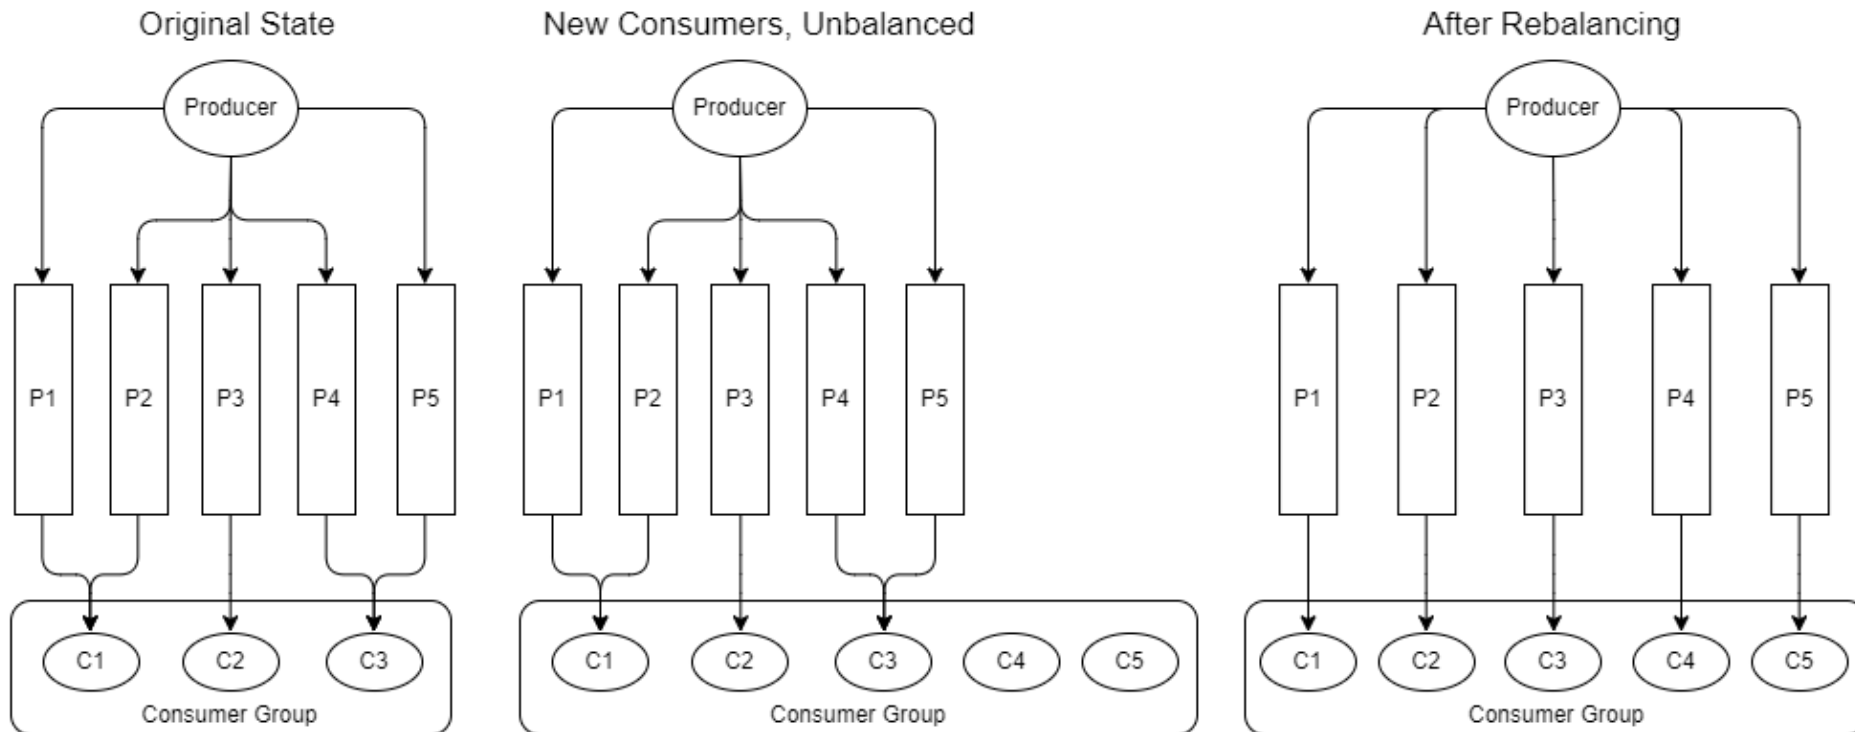 Original State
Producer
P1
P2
P3
P4
P5
C1
C2
C3
Consumer Group
New Consumers, Unbalanced
Producer
P1
P2
P3
P4
P5
C1
C2
C3
C4
C5
Consumer Group
After Rebalancing
Producer
P1
P2
P3
P4
P5
C1
C2
C3
C4
C5
Consumer Group